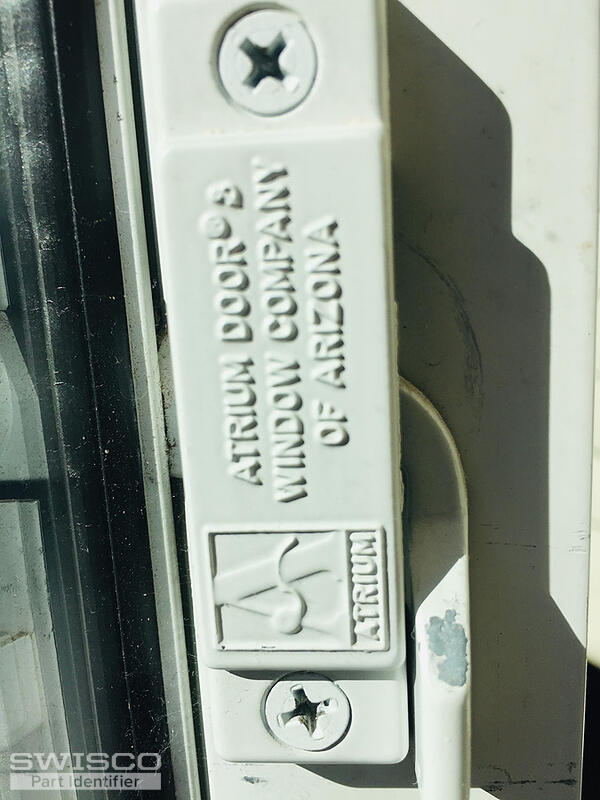 ATRIUM DOOR® &
WINDOW COMPANY
OF ARIZONA
ATRIUM
SWISCO
Part Identifier